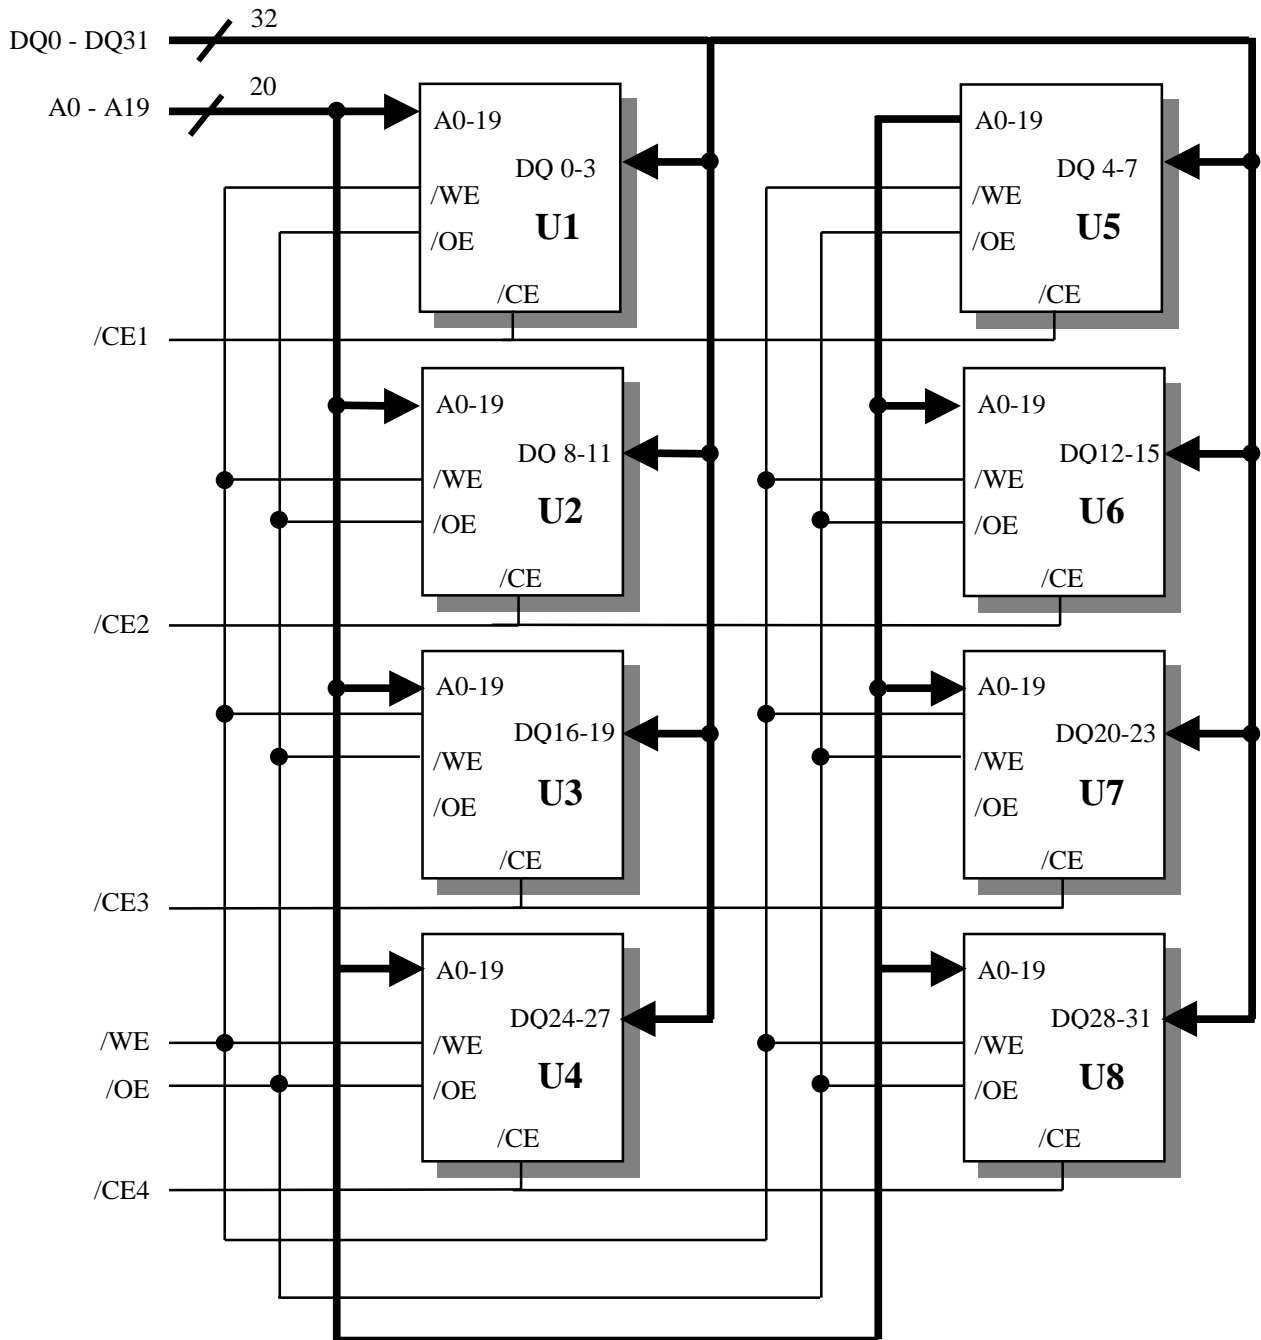 32
DQ0 - DQ31
20
A0 - A19
A0-19
DQ 0-3
/WE
U1
/OE
/CE
A0-19
DQ 4-7
/WE
U5
/OE
/CE
/CE1
A0-19
DQ 8-11
/WE
U2
/OE
/CE
A0-19
DQ12-15
/WE
U6
/OE
/CE
/CE2
A0-19
DQ16-19
/WE
U3
/OE
/CE
A0-19
DQ20-23
/WE
U7
/OE
/CE
/CE3
A0-19
DQ24-27
/WE
U4
/OE
/CE
A0-19
DQ28-31
/WE
U8
/OE
/CE
/WE
/OE
/CE4